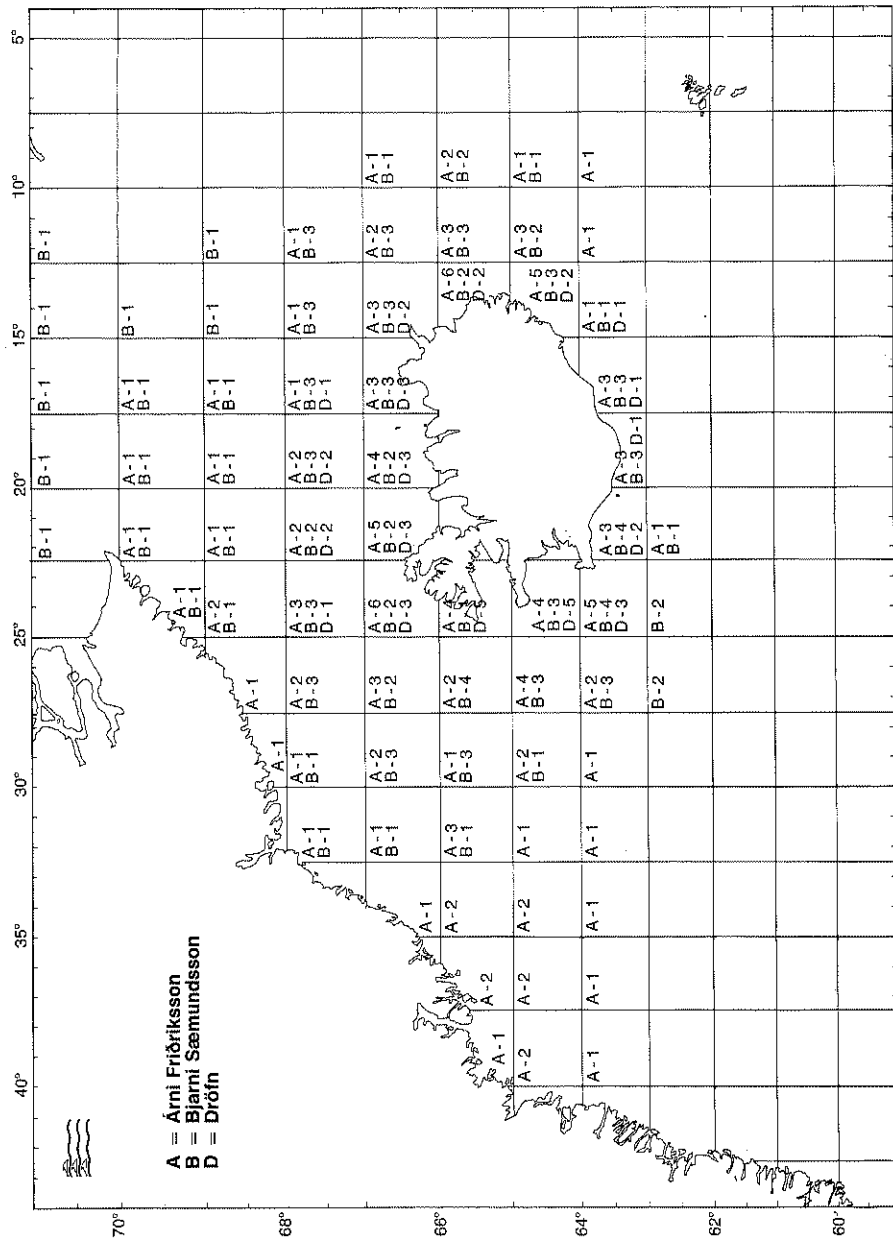 40° 35° 30° 25° 20° 15° 10° 5°
B-1 B-1 B-1 B-1 B-1
70°
A-1 A-1 A-1 B-1
B-1 B-1 B-1
A = Árni Friðriksson
B = Bjarni Sæmundsson
D = Dröfn
A-1
B-1
A-2 A-1 A-1 A-1 B-1 B-1
B-1 B-1 B-1 B-1
A-1
A-1
68°
A-1 A-1 A-2 A-3 A-2 A-2 A-1 A-1 A-1
B-1 B-1 B-3 B-3 B-2 B-3 B-3 B-3 B-3
D-1 D-2 D-2 D-1
A-1 A-2 A-3 A-6 A-5 A-4 A-3 A-3 A-2 A-1
B-1 B-3 B-2 B-2 B-2 B-2 B-3 B-3 B-3 B-1
D-3 D-3 D-3 D-3 D-2
A-1
66°
A-2 A-3 A-1 A-2 A-4 A-6 A-3 A-2
B-1 B-3 B-4 B-2 B-3 B-2
D-2
A-2
A-1
A-2 A-2 A-2 A-1 A-2 A-4 A-4 A-5 A-3 A-1
B-1 B-3 B-3 B-3 B-2 B-1
D-5 D-2
64°
A-1 A-1 A-1 A-1 A-1 A-2 A-5 A-3 A-3 A-3 A-1 A-1 A-1
B-3 B-4 B-4 B-3 B-3 B-1
D-3 D-2 D-1 D-1 D-1
B-2 B-2 A-1
B-1
62°
60°